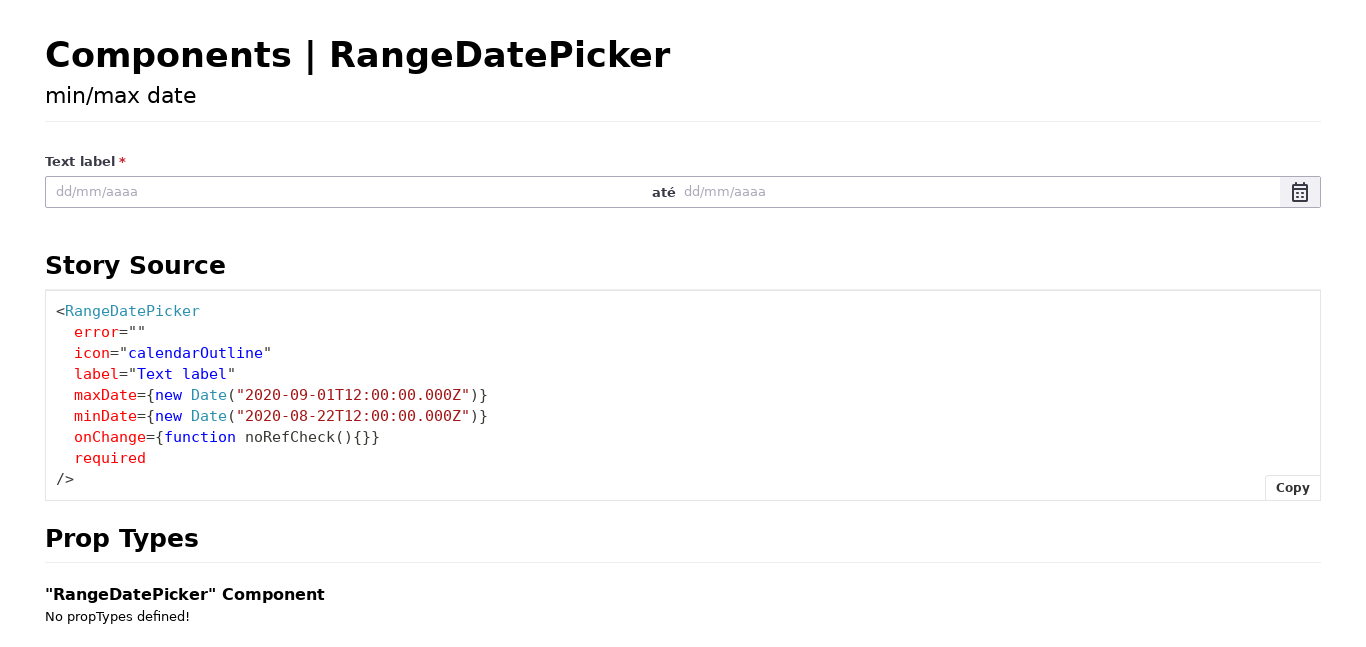 Components | RangeDatePicker
min/max date
Text label *
dd/mm/aaaa até dd/mm/aaaa
Story Source
<RangeDatePicker
  error=""
  icon="calendarOutline"
  label="Text label"
  maxDate={new Date("2020-09-01T12:00:00.000Z")}
  minDate={new Date("2020-08-22T12:00:00.000Z")}
  onChange={function noRefCheck(){}}
  required
/>
Copy
Prop Types
"RangeDatePicker" Component
No propTypes defined!